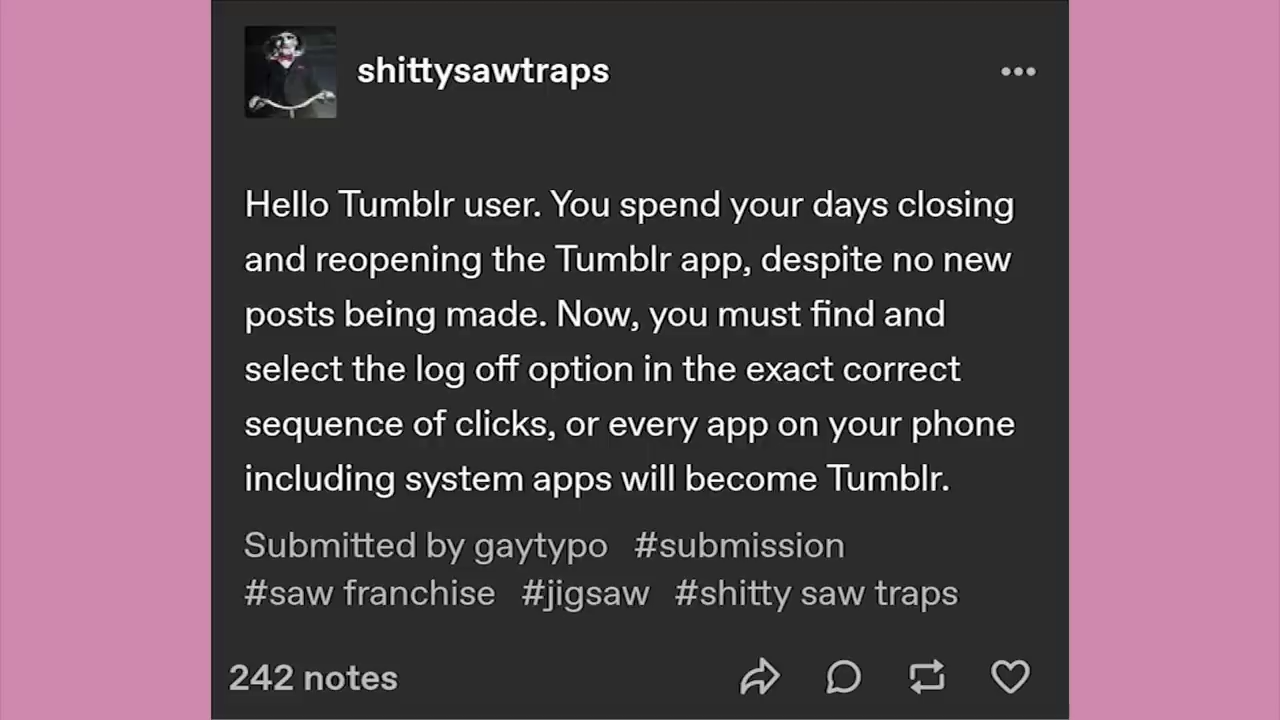 shittysawtraps
Hello Tumblr user. You spend your days closing
and reopening the Tumblr app, despite no new
posts being made. Now, you must find and
select the log off option in the exact correct
sequence of clicks, or every app on your phone
including system apps will become Tumblr.
Submitted by gaytypo #submission
#saw franchise #jigsaw #shitty saw traps
242 notes